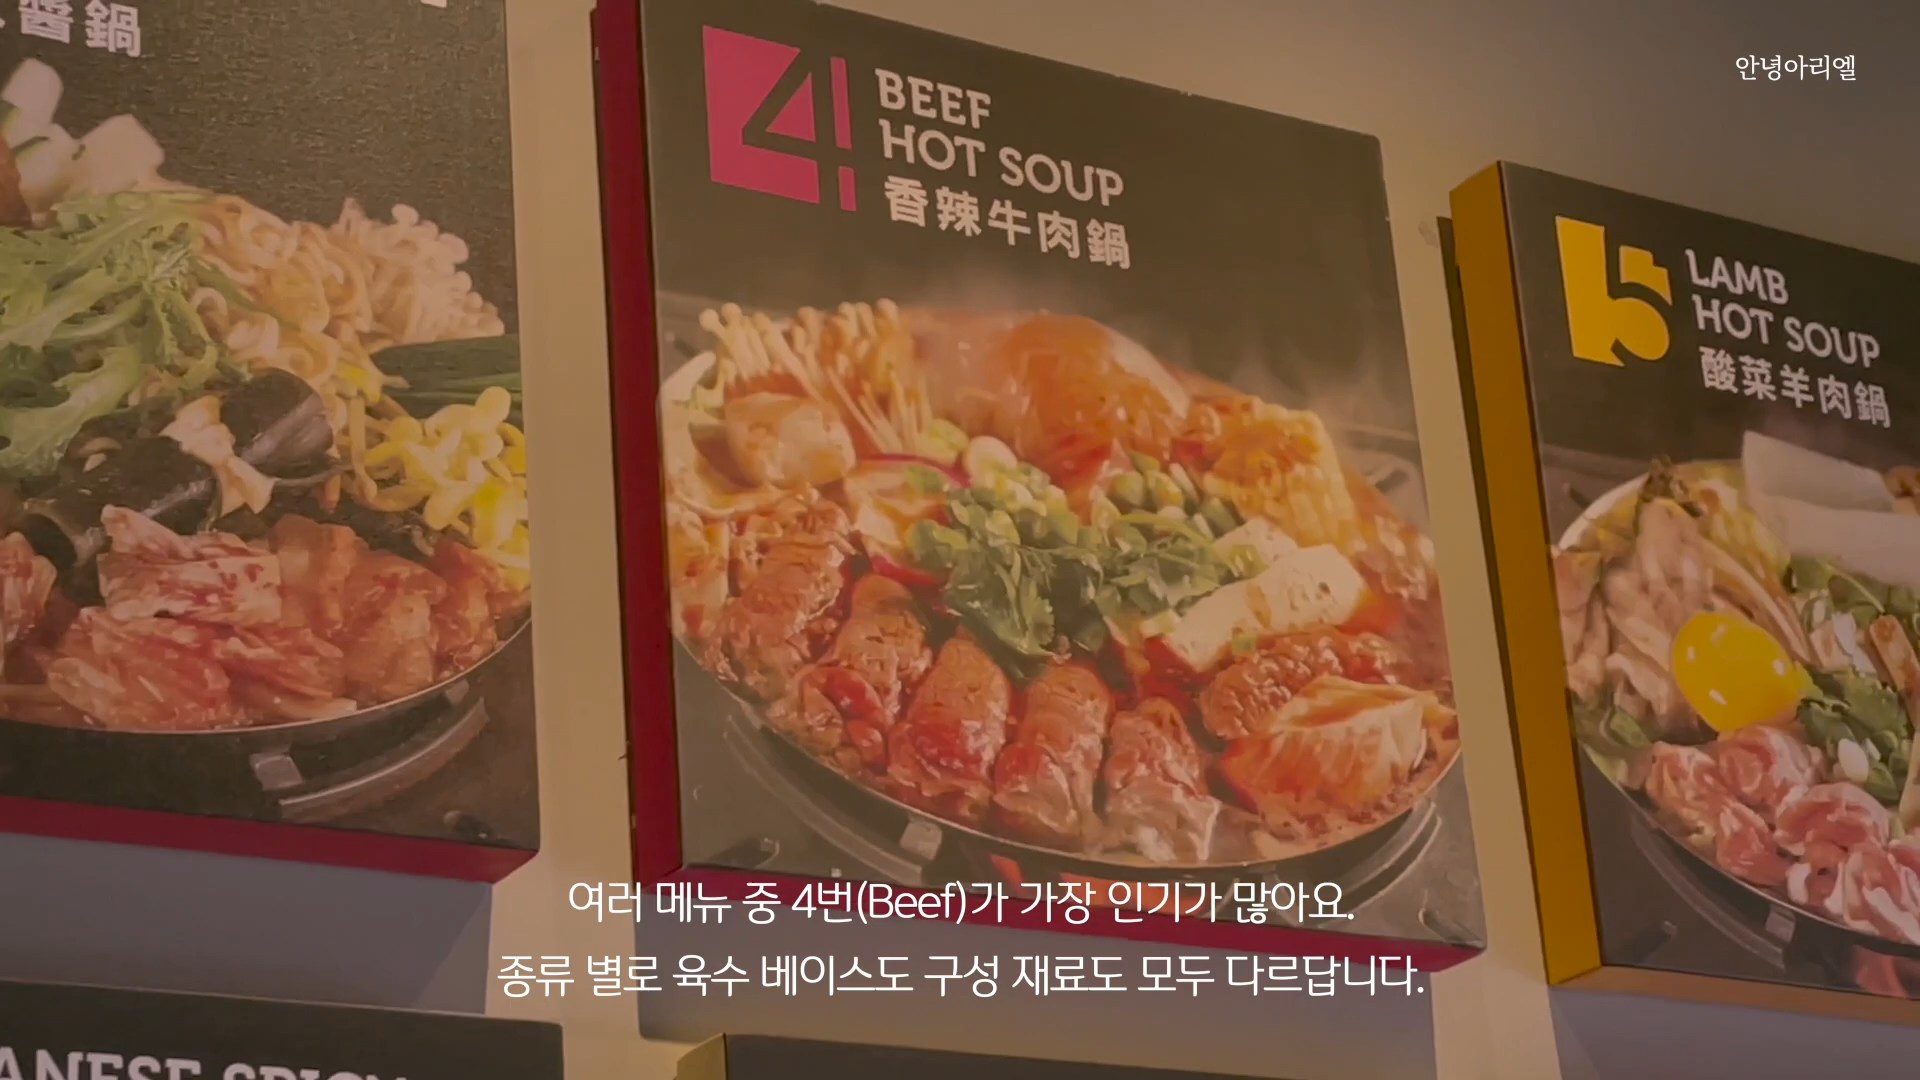 醬鍋
4
BEEF
HOT SOUP
香辣牛肉鍋
안녕아리엘
5
LAMB
HOT SOUP
酸菜羊肉鍋
여러 메뉴 중 4번(Beef)가 가장 인기가 많아요.
종류 별로 육수 베이스도 구성 재료도 모두 다르답니다.